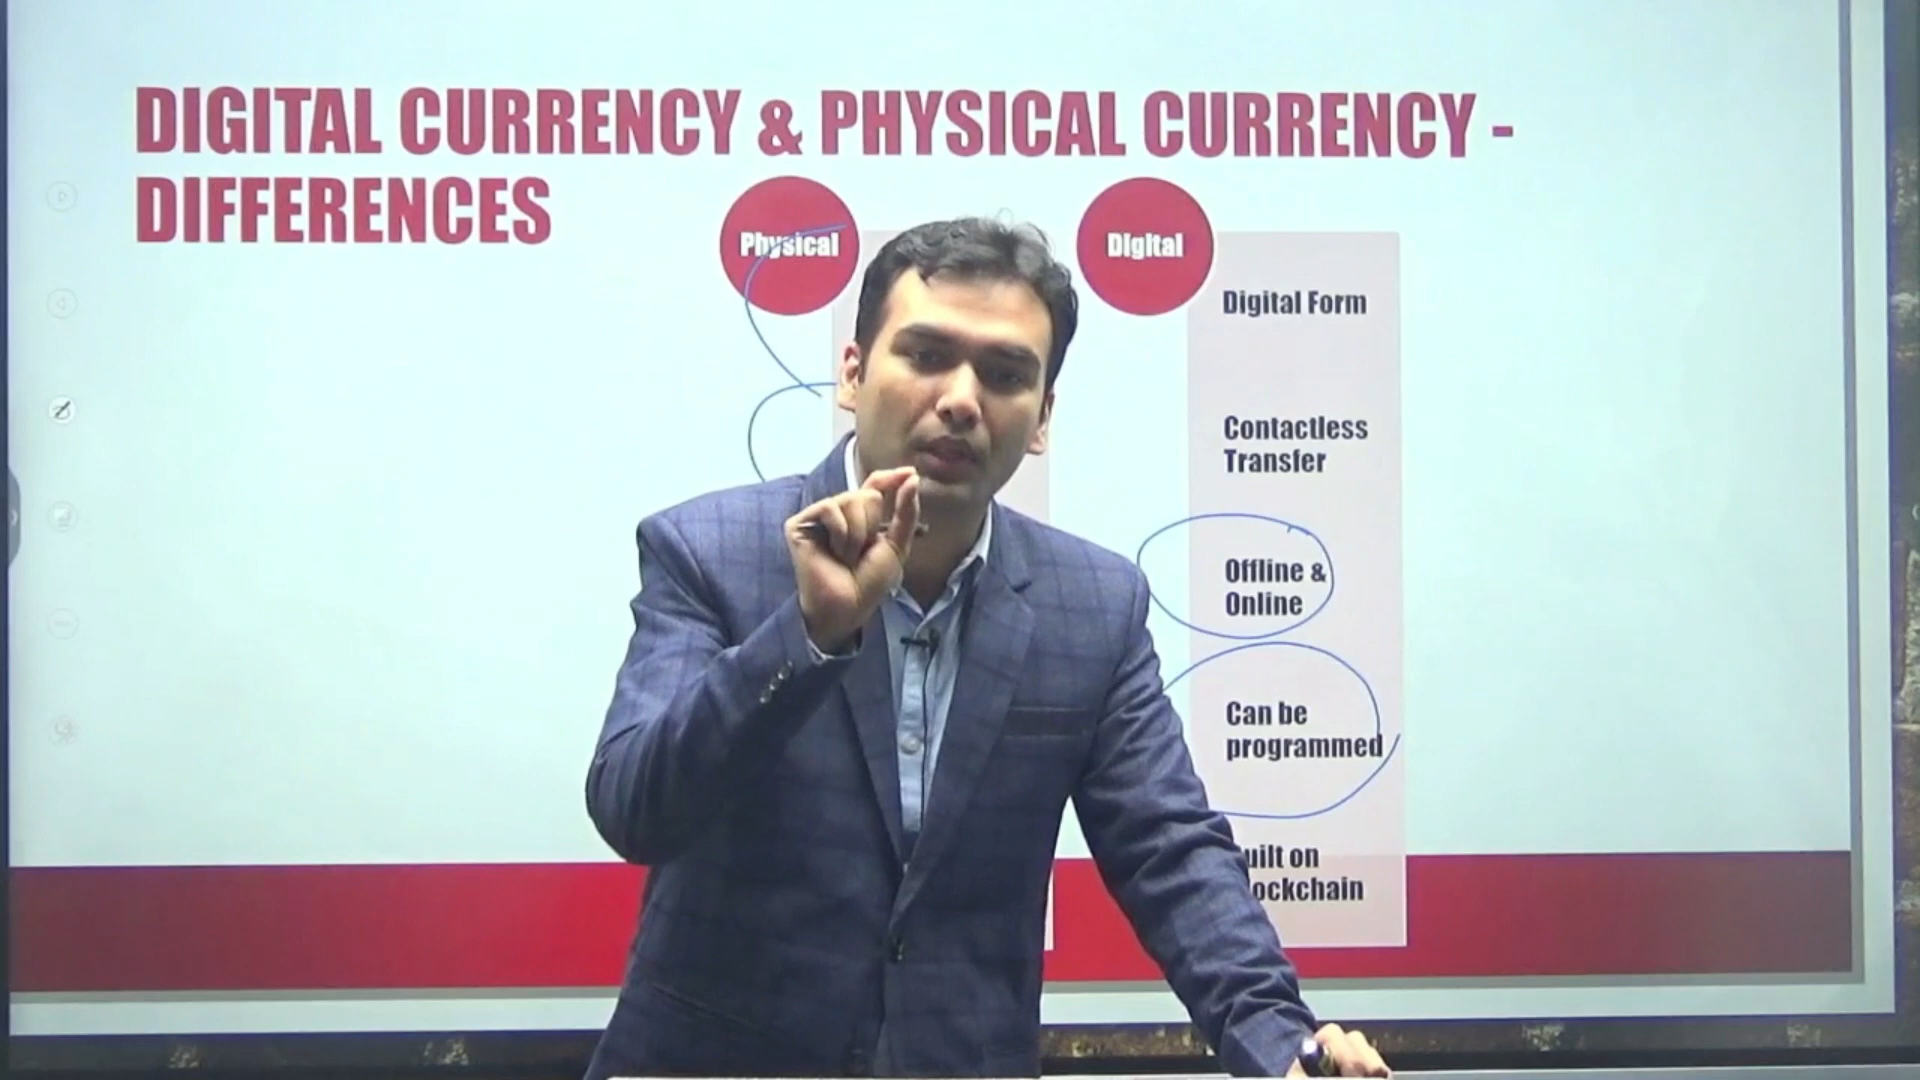 DIGITAL CURRENCY & PHYSICAL CURRENCY -
DIFFERENCES
Physical
Digital
Digital Form
Contactless
Transfer
Offline &
Online
Can be
programmed
uilt on
ockchain